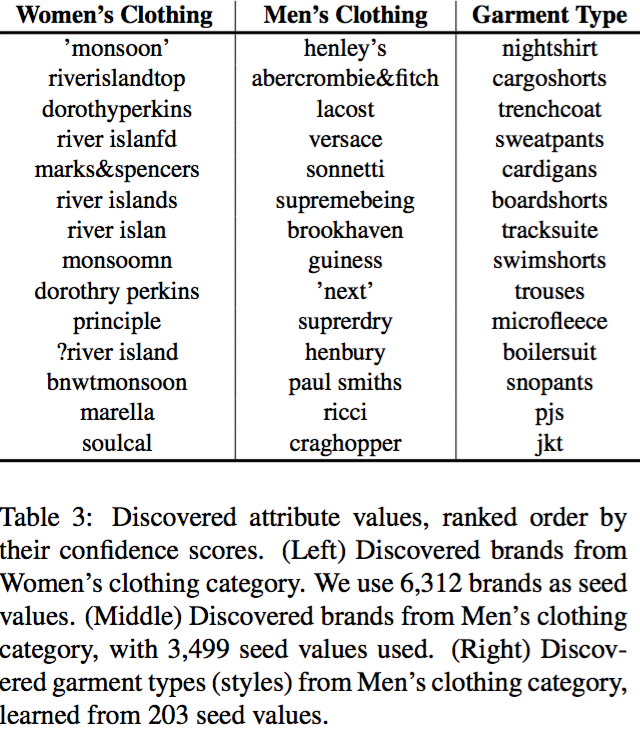 Women’s Clothing Men’s Clothing Garment Type
’monsoon’ henley’s nightshirt
riverislandtop abercrombie&fitch cargoshorts
dorothyperkins lacost trenchcoat
river islanfd versace sweatpants
marks&spencers sonnetti cardigans
river islands supremebeing boardshorts
river islan brookhaven tracksuite
monsoomn guiness swimshorts
dorothry perkins ’next’ trouses
principle suprerdry microfleece
?river island henbury boilersuit
bnwtmonsoon paul smiths snopants
marella ricci pjs
soulcal craghopper jkt
Table 3: Discovered attribute values, ranked order by
their confidence scores. (Left) Discovered brands from
Women’s clothing category. We use 6,312 brands as seed
values. (Middle) Discovered brands from Men’s clothing
category, with 3,499 seed values used. (Right) Discov-
ered garment types (styles) from Men’s clothing category,
learned from 203 seed values.